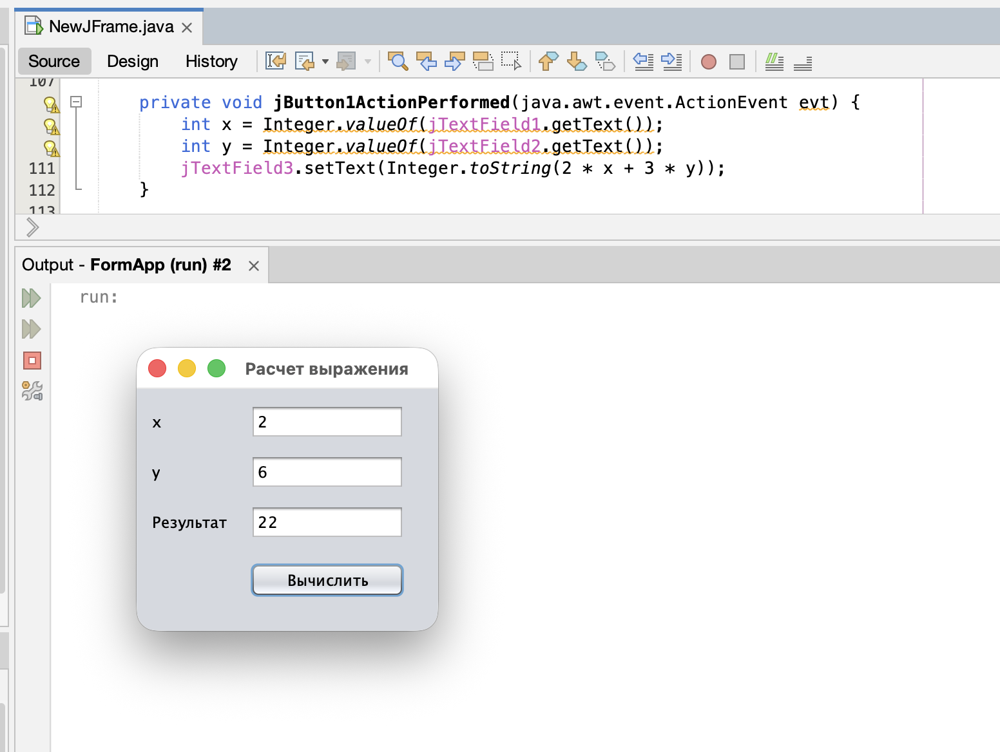 NewJFrame.java
Source Design History
107
private void jButton1ActionPerformed(java.awt.event.ActionEvent evt) {
int x = Integer.valueOf(jTextField1.getText());
int y = Integer.valueOf(jTextField2.getText());
111 jTextField3.setText(Integer.toString(2 * x + 3 * y));
112 }
113
Output - FormApp (run) #2
run:
Расчет выражения
x 2
y 6
Результат 22
Вычислить